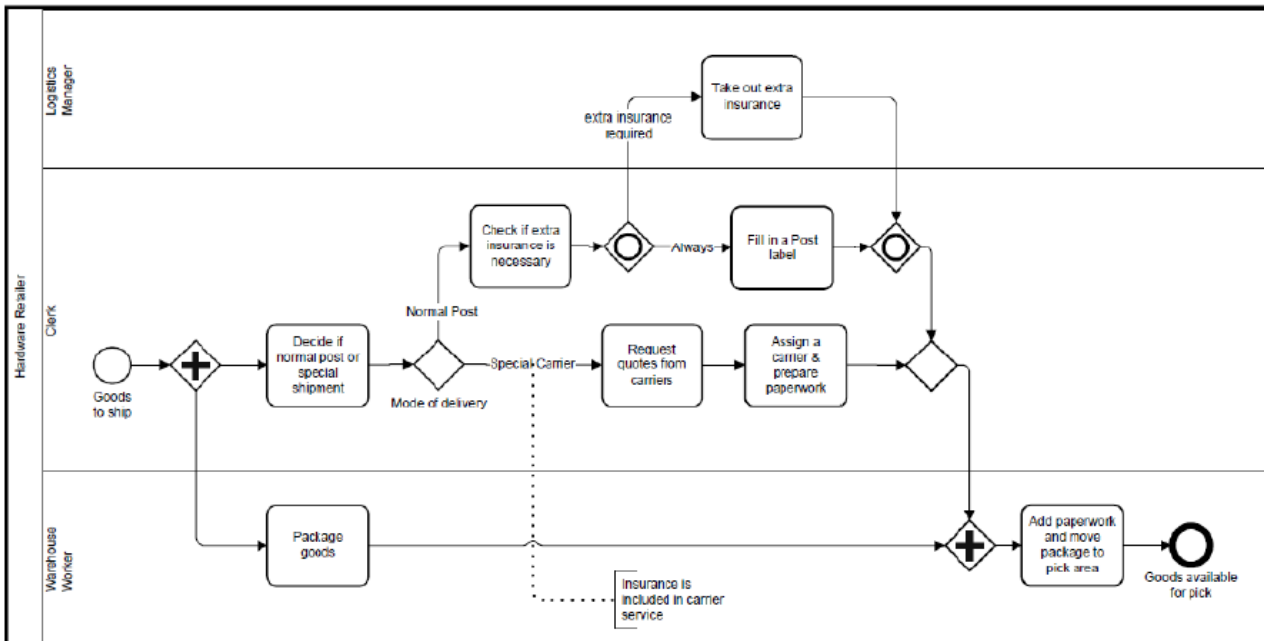 Hardware Retailer
Logistics
Manager
Take out extra
insurance
extra insurance
required
Clerk
Check if extra
insurance is
necessary
Always
Fill in a Post
label
Normal Post
Goods
to ship
Decide if
normal post or
special
shipment
Mode of delivery
Special Carrier
Request
quotes from
carriers
Assign a
carrier &
prepare
paperwork
Warehouse
Worker
Package
goods
Insurance is
included in carrier
service
Add paperwork
and move
package to
pick area
Goods available
for pick